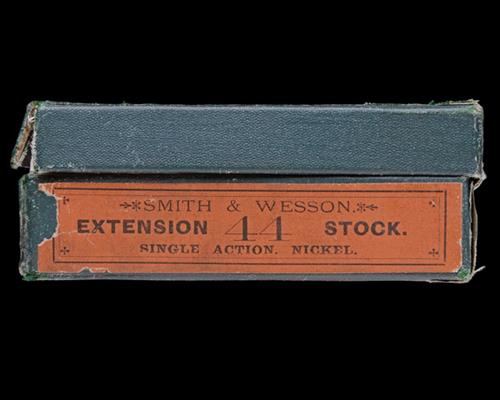 SMITH & WESSON.
EXTENSION 44 STOCK.
SINGLE ACTION. NICKEL.